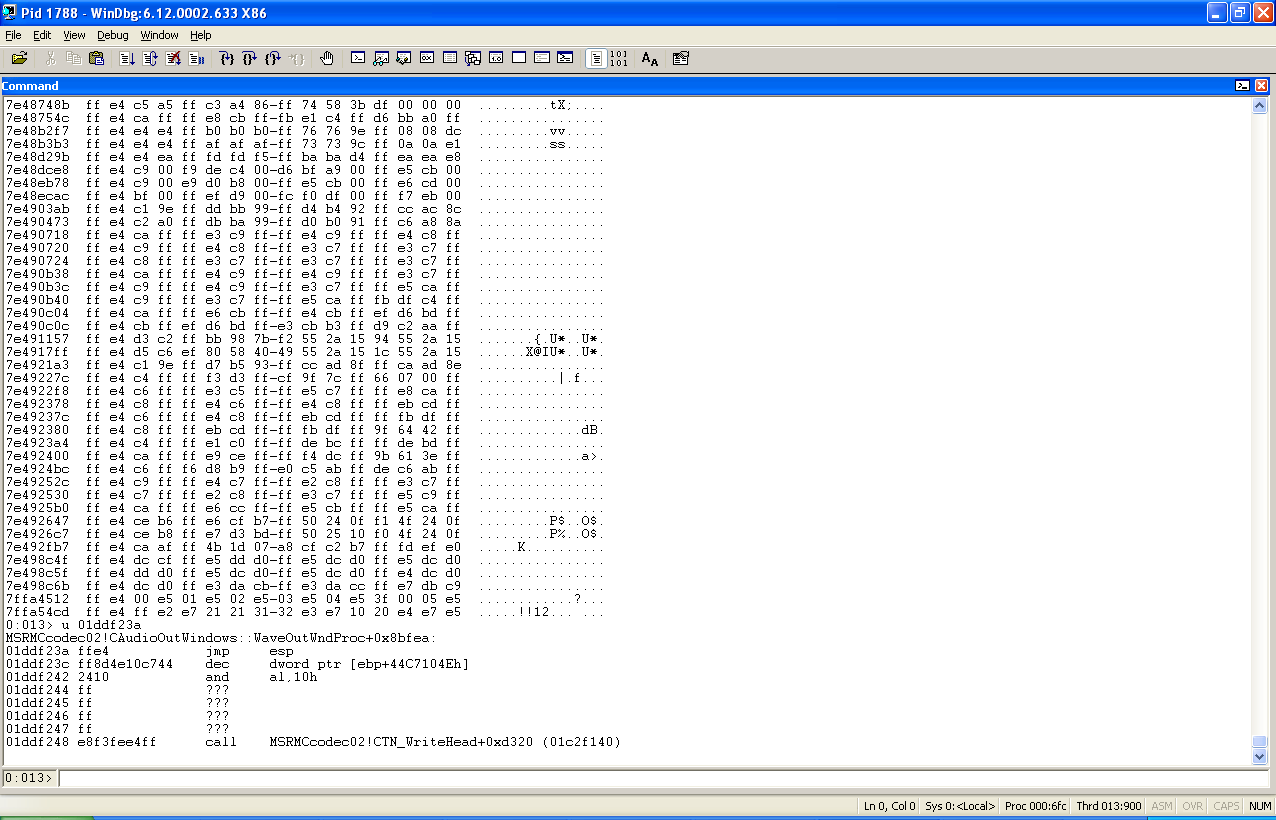 Pid 1788 - WinDbg:6.12.0002.633 X86
File Edit View Debug Window Help
Command
7e48748b  ff e4 c5 a5 ff c3 a4 86-ff 74 58 3b df 00 00 00  .........tX;....
7e48754c  ff e4 ca ff ff e8 cb ff-fb e1 c4 ff d6 bb a0 ff  ................
7e48b2f7  ff e4 e4 e4 ff b0 b0 b0-ff 76 76 9e ff 08 08 dc  .........vv.....
7e48b3b3  ff e4 e4 e4 ff af af af-ff 73 73 9c ff 0a 0a e1  .........ss.....
7e48d29b  ff e4 e4 ea ff fd fd f5-ff ba ba d4 ff ea ea e8  ................
7e48dce8  ff e4 c9 00 f9 de c4 00-d6 bf a9 00 ff e5 cb 00  ................
7e48eb78  ff e4 c9 00 e9 d0 b8 00-ff e5 cb 00 ff e6 cd 00  ................
7e48ecac  ff e4 bf 00 ff ef d9 00-fc f0 df 00 ff f7 eb 00  ................
7e4903ab  ff e4 c1 9e ff dd bb 99-ff d4 b4 92 ff cc ac 8c  ................
7e490473  ff e4 c2 a0 ff db ba 99-ff d0 b0 91 ff c6 a8 8a  ................
7e490718  ff e4 ca ff ff e3 c9 ff-ff e4 c9 ff ff e4 c8 ff  ................
7e490720  ff e4 c9 ff ff e4 c8 ff-ff e3 c7 ff ff e3 c7 ff  ................
7e490724  ff e4 c8 ff ff e3 c7 ff-ff e3 c7 ff ff e3 c7 ff  ................
7e490b38  ff e4 ca ff ff e4 c9 ff-ff e4 c9 ff ff e3 c7 ff  ................
7e490b3c  ff e4 c9 ff ff e4 c9 ff-ff e3 c7 ff ff e5 ca ff  ................
7e490b40  ff e4 c9 ff ff e3 c7 ff-ff e5 ca ff fb df c4 ff  ................
7e490c04  ff e4 ca ff ff e6 cb ff-ff e4 cb ff ef d6 bd ff  ................
7e490c0c  ff e4 cb ff ef d6 bd ff-e3 cb b3 ff d9 c2 aa ff  ................
7e491157  ff e4 d3 c2 ff bb 98 7b-f2 55 2a 15 94 55 2a 15  .......{.U*..U*.
7e4917ff  ff e4 d5 c6 ef 80 58 40-49 55 2a 15 1c 55 2a 15  ......X@IU*..U*.
7e4921a3  ff e4 c1 9e ff d7 b5 93-ff cc ad 8f ff ca ad 8e  ................
7e49227c  ff e4 c4 ff ff f3 d3 ff-cf 9f 7c ff 66 07 00 ff  ..........|.f...
7e4922f8  ff e4 c6 ff ff e3 c5 ff-ff e5 c7 ff ff e8 ca ff  ................
7e492378  ff e4 c8 ff ff e4 c6 ff-ff e4 c8 ff ff eb cd ff  ................
7e49237c  ff e4 c6 ff ff e4 c8 ff-ff eb cd ff ff fb df ff  ................
7e492380  ff e4 c8 ff ff eb cd ff-ff fb df ff 9f 64 42 ff  .............dB.
7e4923a4  ff e4 c4 ff ff e1 c0 ff-ff de bc ff ff de bd ff  ................
7e492400  ff e4 ca ff ff e9 ce ff-ff f4 dc ff 9b 61 3e ff  .............a>.
7e4924bc  ff e4 c6 ff f6 d8 b9 ff-e0 c5 ab ff de c6 ab ff  ................
7e49252c  ff e4 c9 ff ff e4 c7 ff-ff e2 c8 ff ff e3 c7 ff  ................
7e492530  ff e4 c7 ff ff e2 c8 ff-ff e3 c7 ff ff e5 c9 ff  ................
7e4925b0  ff e4 ca ff ff e6 cc ff-ff e5 cb ff ff e5 ca ff  ................
7e492647  ff e4 ce b6 ff e6 cf b7-ff 50 24 0f f1 4f 24 0f  .........P$..O$.
7e4926c7  ff e4 ce b8 ff e7 d3 bd-ff 50 25 10 f0 4f 24 0f  .........P%..O$.
7e492fb7  ff e4 ca af ff 4b 1d 07-a8 cf c2 b7 ff fd ef e0  .....K..........
7e498c4f  ff e4 dc cf ff e5 dd d0-ff e5 dc d0 ff e5 dc d0  ................
7e498c5f  ff e4 dd d0 ff e5 dc d0-ff e5 dc d0 ff e4 dc d0  ................
7e498c6b  ff e4 dc d0 ff e3 da cb-ff e3 da cc ff e7 db c9  ................
7ffa4512  ff e4 00 e5 01 e5 02 e5-03 e5 04 e5 3f 00 05 e5  ............?...
7ffa54cd  ff e4 ff e2 e7 21 21 31-32 e3 e7 10 20 e4 e7 e5  .....!!12... ...
0:013> u 01ddf23a
MSRMCcodec02!CAudioOutWindows::WaveOutWndProc+0x8bfea:
01ddf23a ffe4            jmp     esp
01ddf23c ff8d4e10c744    dec     dword ptr [ebp+44C7104Eh]
01ddf242 2410            and     al,10h
01ddf244 ff              ???
01ddf245 ff              ???
01ddf246 ff              ???
01ddf247 ff              ???
01ddf248 e8f3fee4ff      call    MSRMCcodec02!CTN_WriteHead+0xd320 (01c2f140)
0:013>
Ln 0, Col 0 Sys 0:<Local> Proc 000:6fc Thrd 013:900 ASM OVR CAPS NUM